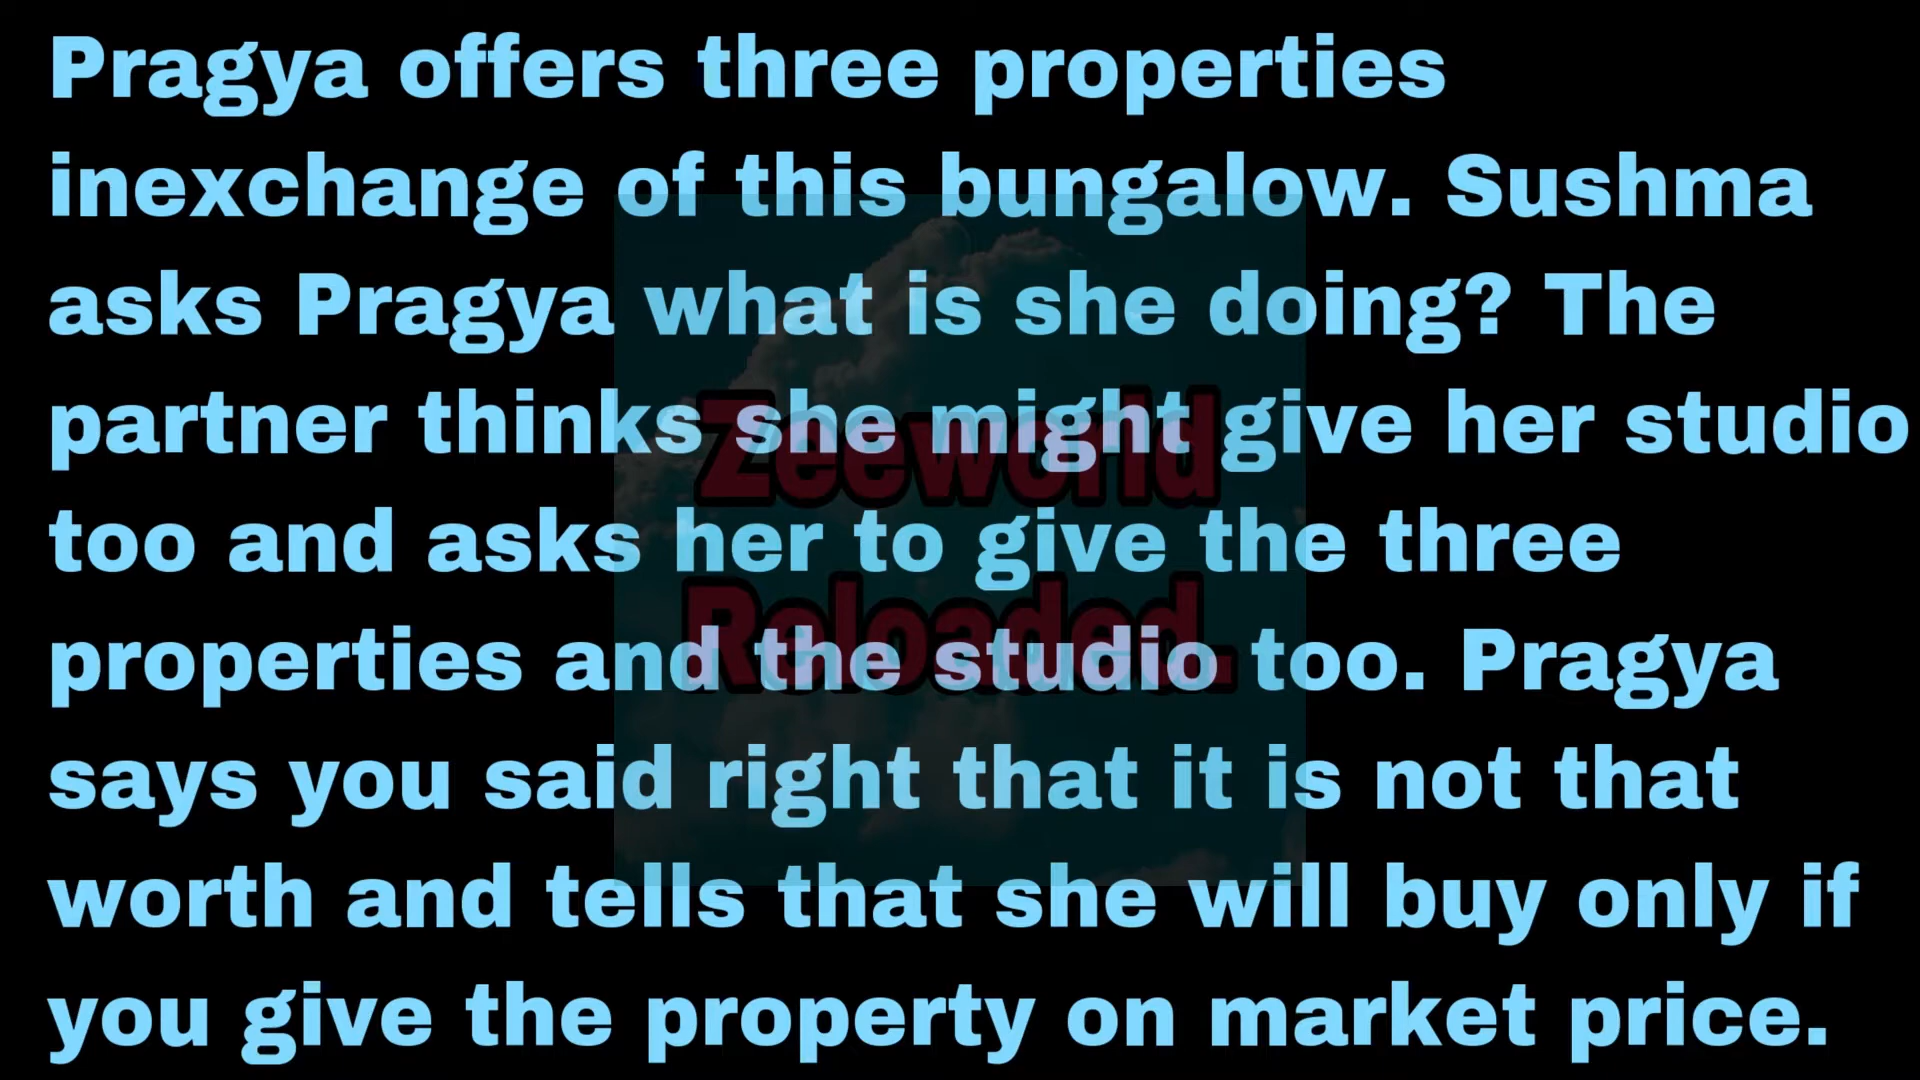 Pragya offers three properties
inexchange of this bungalow. Sushma
asks Pragya what is she doing? The
partner thinks she might give her studio
too and asks her to give the three
properties and the studio too. Pragya
says you said right that it is not that
worth and tells that she will buy only if
you give the property on market price.
Zeeworld
Reloaded.